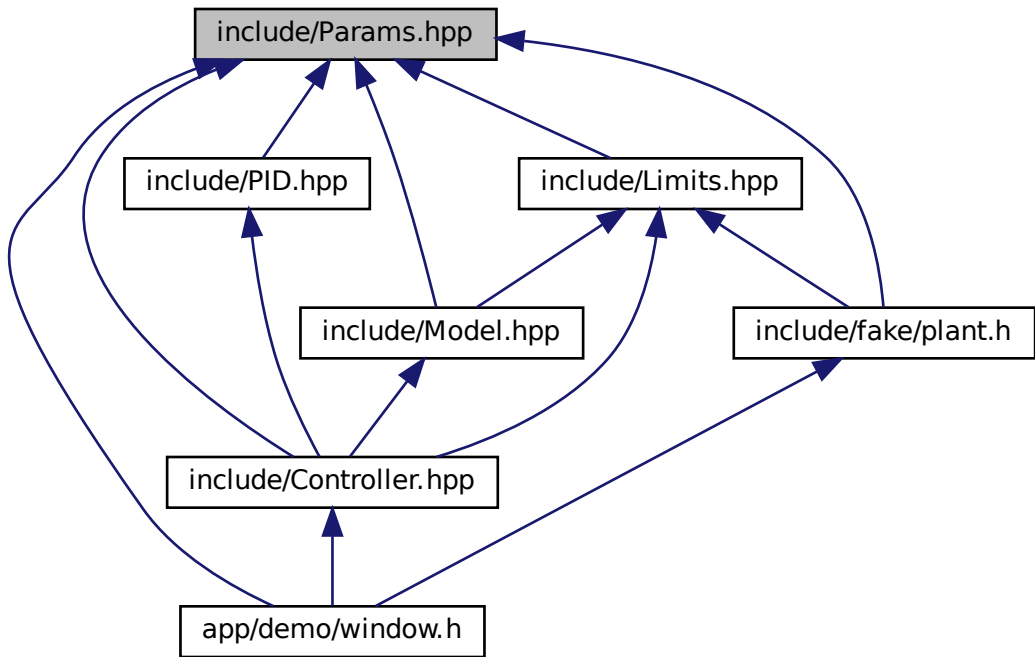 include/Params.hpp
include/PID.hpp
include/Limits.hpp
include/Model.hpp
include/fake/plant.h
include/Controller.hpp
app/demo/window.h